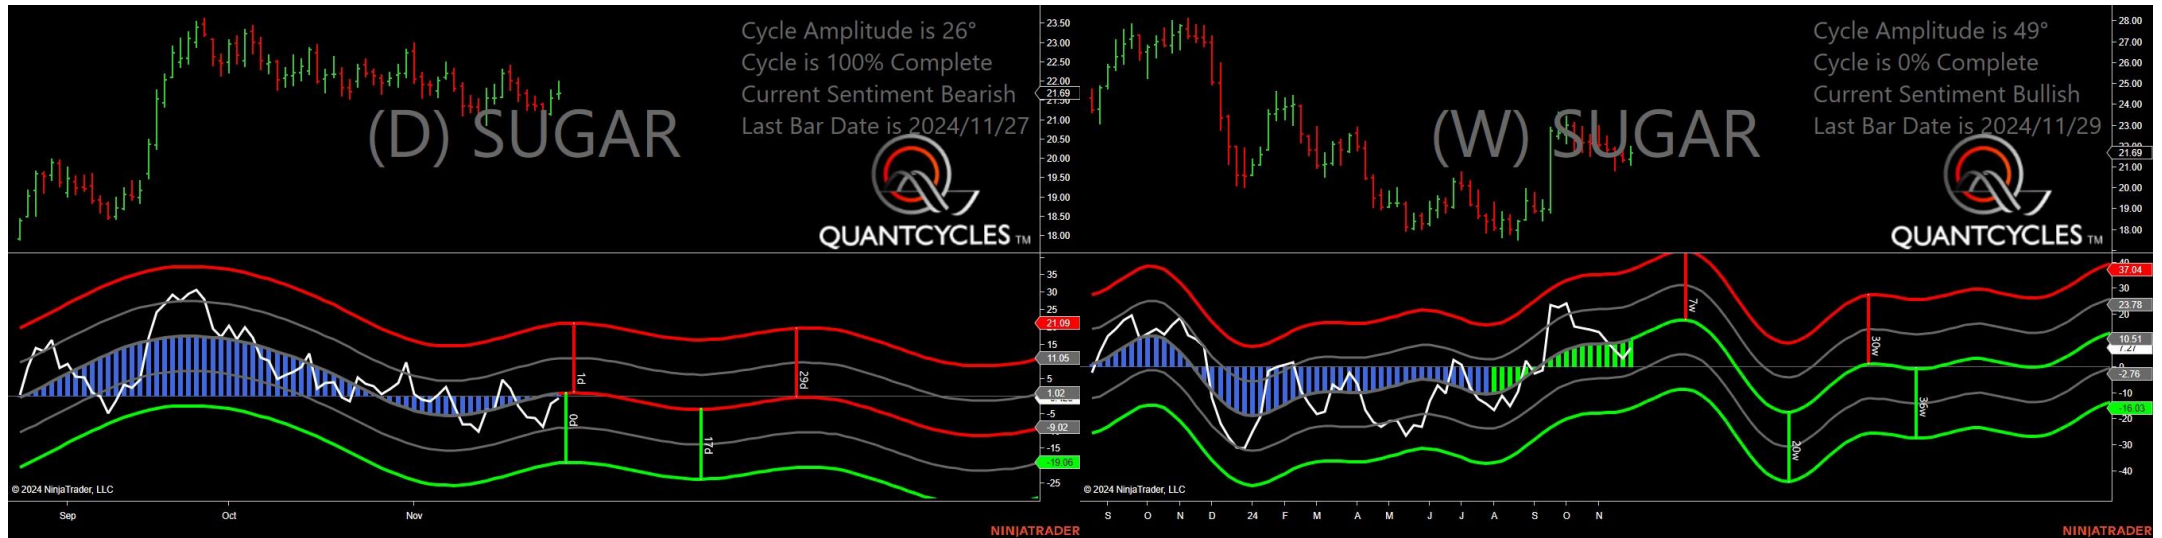 Cycle Amplitude is 26°
Cycle is 100% Complete
Current Sentiment Bearish
Last Bar Date is 2024/11/27
(D) SUGAR
QUANTCYCLES TM
23.50
23.00
22.50
22.00
21.69
21.50
21.00
20.50
20.00
19.50
19.00
18.50
18.00
35
30
25
21.09
15
11.05
5
1.02
-5
-9.02
-15
-19.06
-25
1d
0d
17d
29d
© 2024 NinjaTrader, LLC
Sep
Oct
Nov
NINJATRADER
Cycle Amplitude is 49°
Cycle is 0% Complete
Current Sentiment Bullish
Last Bar Date is 2024/11/29
(W) SUGAR
QUANTCYCLES TM
28.00
27.00
26.00
25.00
24.00
23.00
21.69
21.00
20.00
19.00
18.00
40
37.04
30
23.78
20
10.51
7.27
-2.76
-10
-16.03
-20
-30
-40
7w
20w
30w
36w
© 2024 NinjaTrader, LLC
S
O
N
D
24
F
M
A
M
J
J
A
S
O
N
NINJATRADER